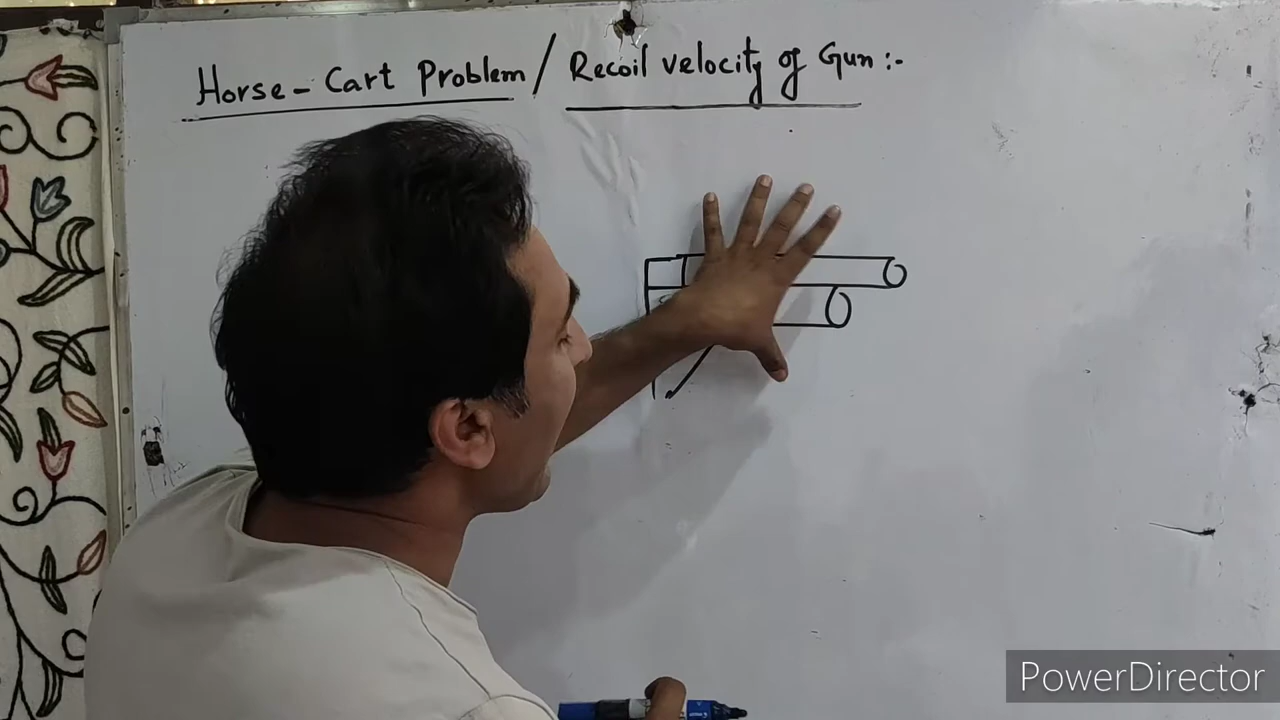 Horse - Cart Problem / Recoil velocity of Gun :-
PowerDirector